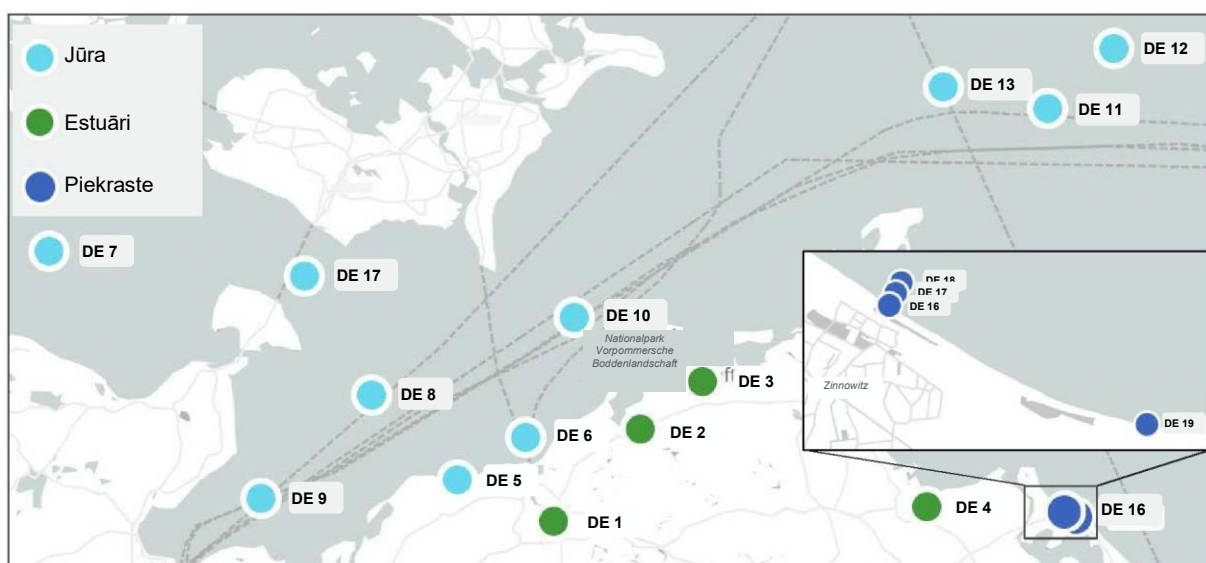 Jūra
Estuāri
Piekraste
DE 12
DE 13
DE 11
DE 7
DE 17
DE 10
Nationalpark
Vorpommersche
Boddenlandschaft
DE 3
DE 8
DE 6
DE 2
DE 5
DE 9
DE 1
DE 4
DE 16
DE 18
DE 17
DE 16
Zinnowitz
DE 19